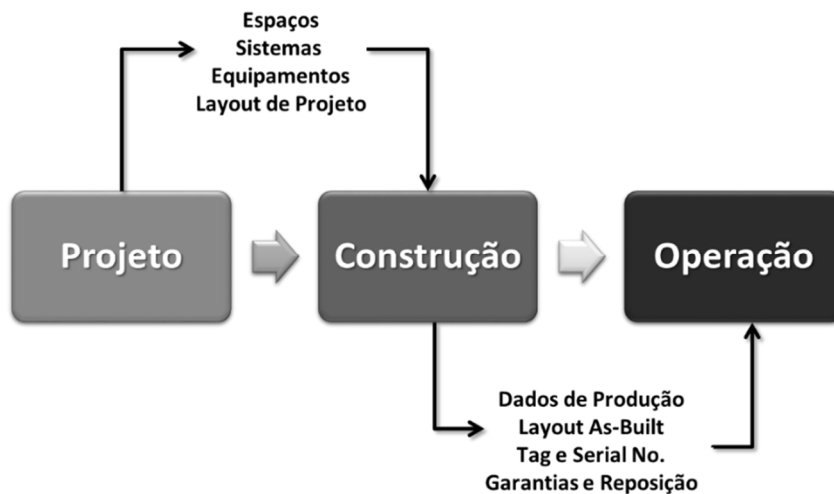 Espaços
Sistemas
Equipamentos
Layout de Projeto
Projeto
Construção
Operação
Dados de Produção
Layout As-Built
Tag e Serial No.
Garantias e Reposição